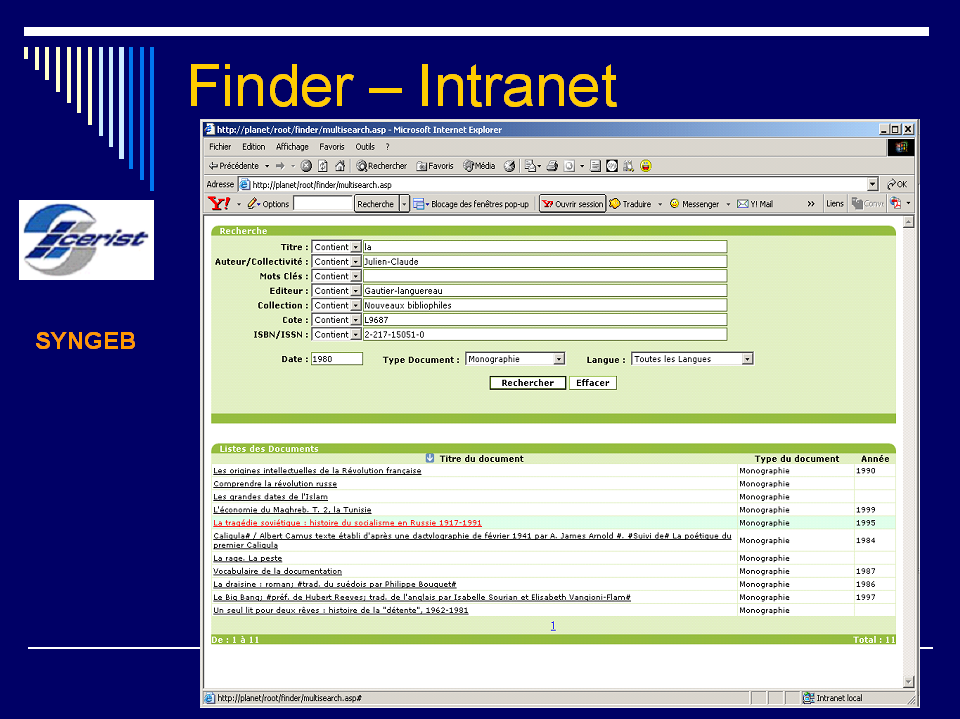 Finder – Intranet
cerist
SYNGEB
http://planet/root/finder/multisearch.asp - Microsoft Internet Explorer
Fichier Edition Affichage Favoris Outils ?
Précédente Rechercher Favoris Média
Adresse http://planet/root/finder/multisearch.asp OK
Y! Options Recherche Blocage des fenêtres pop-up Y! Ouvrir session Traduire Messenger Y! Mail » Liens Conve
Recherche
Titre : Contient la
Auteur/Collectivité : Contient Julien-Claude
Mots Clés : Contient
Editeur : Contient Gautier-languereau
Collection : Contient Nouveaux bibliophiles
Cote : Contient L9687
ISBN/ISSN : Contient 2-217-15051-0
Date : 1980 Type Document : Monographie Langue : Toutes les Langues
Rechercher Effacer
Listes des Documents
Titre du document Type du document Année
Les origines intellectuelles de la Révolution française Monographie 1990
Comprendre la révolution russe Monographie
Les grandes dates de l'Islam Monographie
L'économie du Maghreb. T. 2, la Tunisie Monographie 1999
La tragédie soviétique : histoire du socialisme en Russie 1917-1991 Monographie 1995
Caligula# / Albert Camus texte établi d'après une dactylographie de février 1941 par A. James Arnold #. #Suivi de# La poétique du
premier Caligula Monographie 1984
La rage. La peste Monographie
Vocabulaire de la documentation Monographie 1987
La draisine : roman; #trad. du suédois par Philippe Bouquet# Monographie 1986
Le Big Bang; #préf. de Hubert Reeves; trad. de l'anglais par Isabelle Sourian et Elisabeth Vangioni-Flam# Monographie 1997
Un seul lit pour deux rêves : histoire de la "détente", 1962-1981 Monographie
1
De : 1 à 11 Total : 11
http://planet/root/finder/multisearch.asp# Intranet local